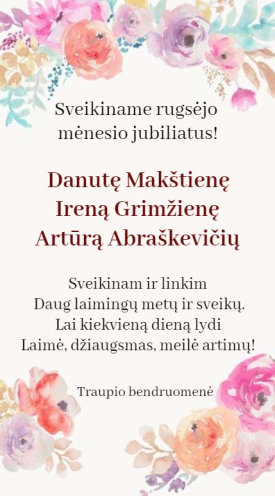 Sveikiname rugsėjo
mėnesio jubiliatus!
Danutę Makštienę
Ireną Grimžienę
Artūrą Abraškevičių
Sveikinam ir linkim
Daug laimingų metų ir sveikų.
Lai kiekvieną dieną lydi
Laimė, džiaugsmas, meilė artimų!
Traupio bendruomenė